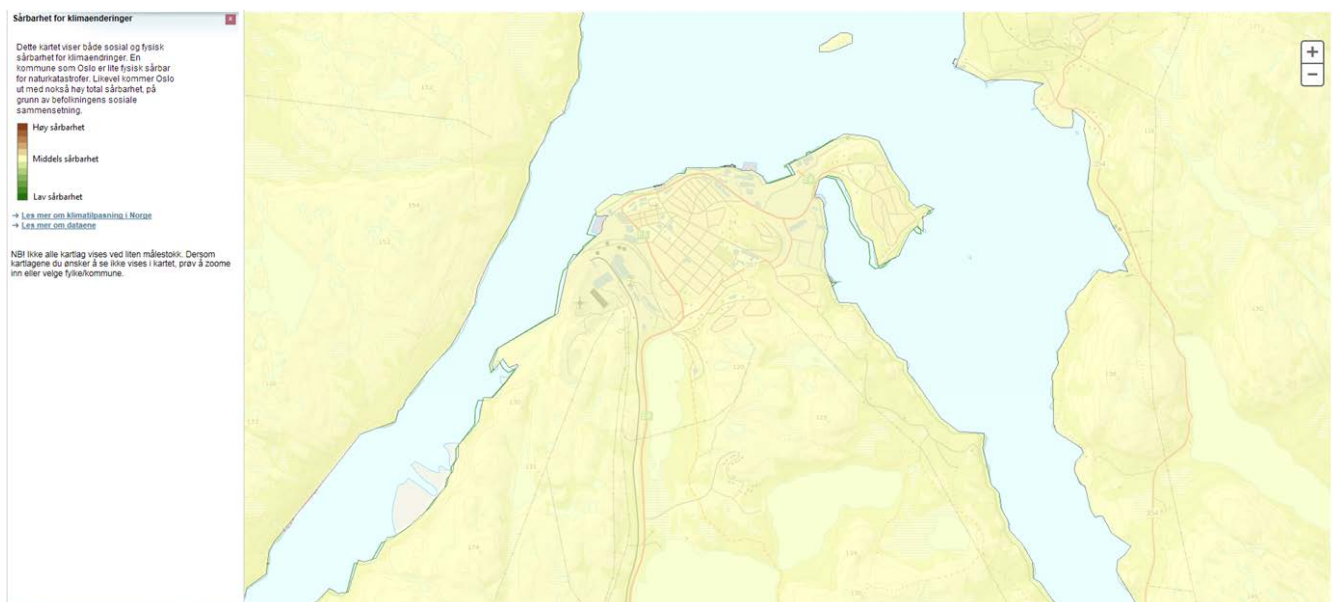 Sårbarhet for klimaenderinger
Dette kartet viser både sosial og fysisk
sårbarhet for klimaendringer. En
kommune som Oslo er lite fysisk sårbar
for naturkatastrofer. Likevel kommer Oslo
ut med nokså høy total sårbarhet, på
grunn av befolkningens sosiale
sammensetning.
Høy sårbarhet
Middels sårbarhet
Lav sårbarhet
→ Les mer om klimatilpasning i Norge
→ Les mer om dataene
NB! Ikke alle kartlag vises ved liten målestokk. Dersom
kartlagene du ønsker å se ikke vises i kartet, prøv å zoome
inn eller velge fylke/kommune.
+
−